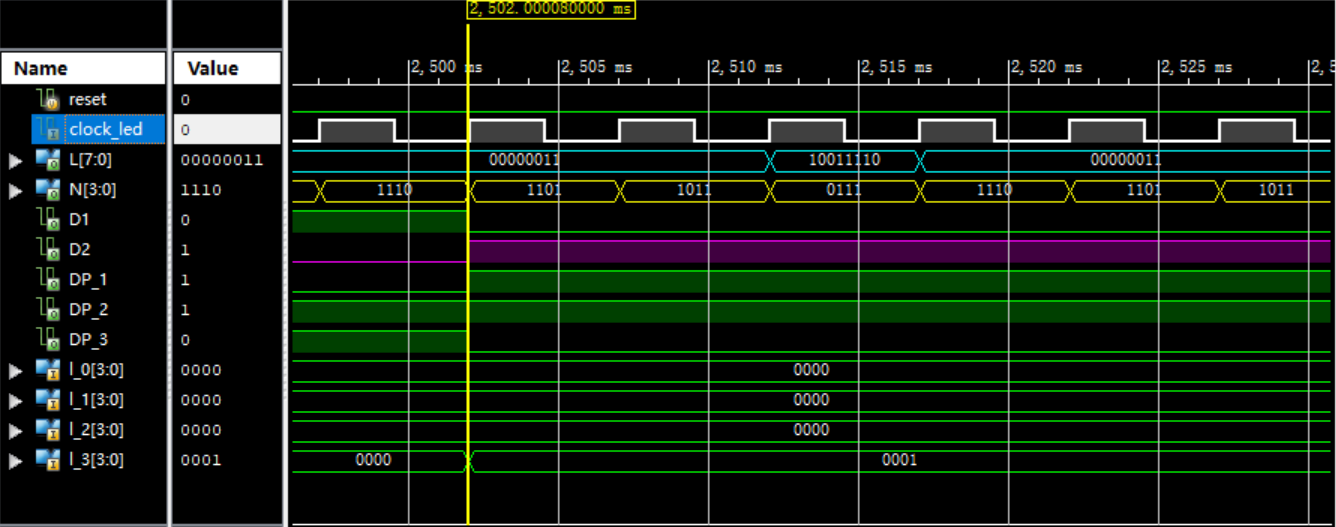 2, 502. 000080000 ms
Name Value
2, 500 ms 2, 505 ms 2, 510 ms 2, 515 ms 2, 520 ms 2, 525 ms
reset 0
clock_led 0
L[7:0] 00000011 00000011 10011110 00000011
N[3:0] 1110 1110 1101 1011 0111 1110 1101 1011
D1 0
D2 1
DP_1 1
DP_2 1
DP_3 0
l_0[3:0] 0000 0000
l_1[3:0] 0000 0000
l_2[3:0] 0000 0000
l_3[3:0] 0001 0000 0001